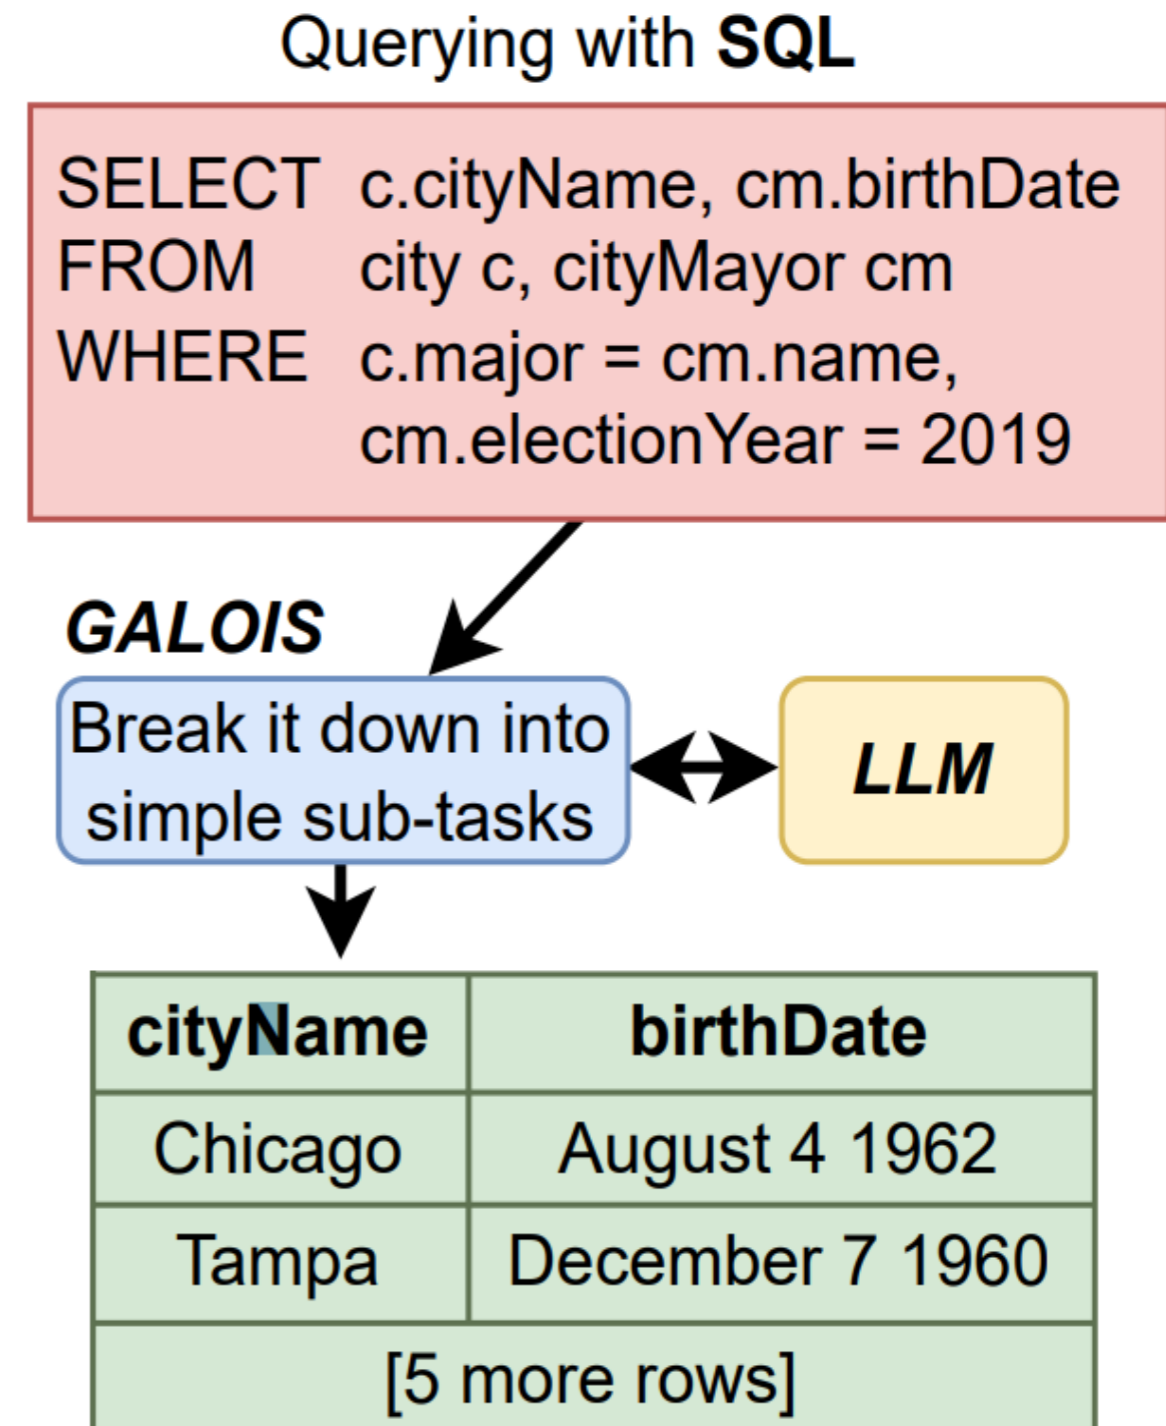 Querying with SQL
SELECT c.cityName, cm.birthDate
FROM city c, cityMayor cm
WHERE c.major = cm.name,
cm.electionYear = 2019
GALOIS
Break it down into
simple sub-tasks
LLM
cityName birthDate
Chicago August 4 1962
Tampa December 7 1960
[5 more rows]